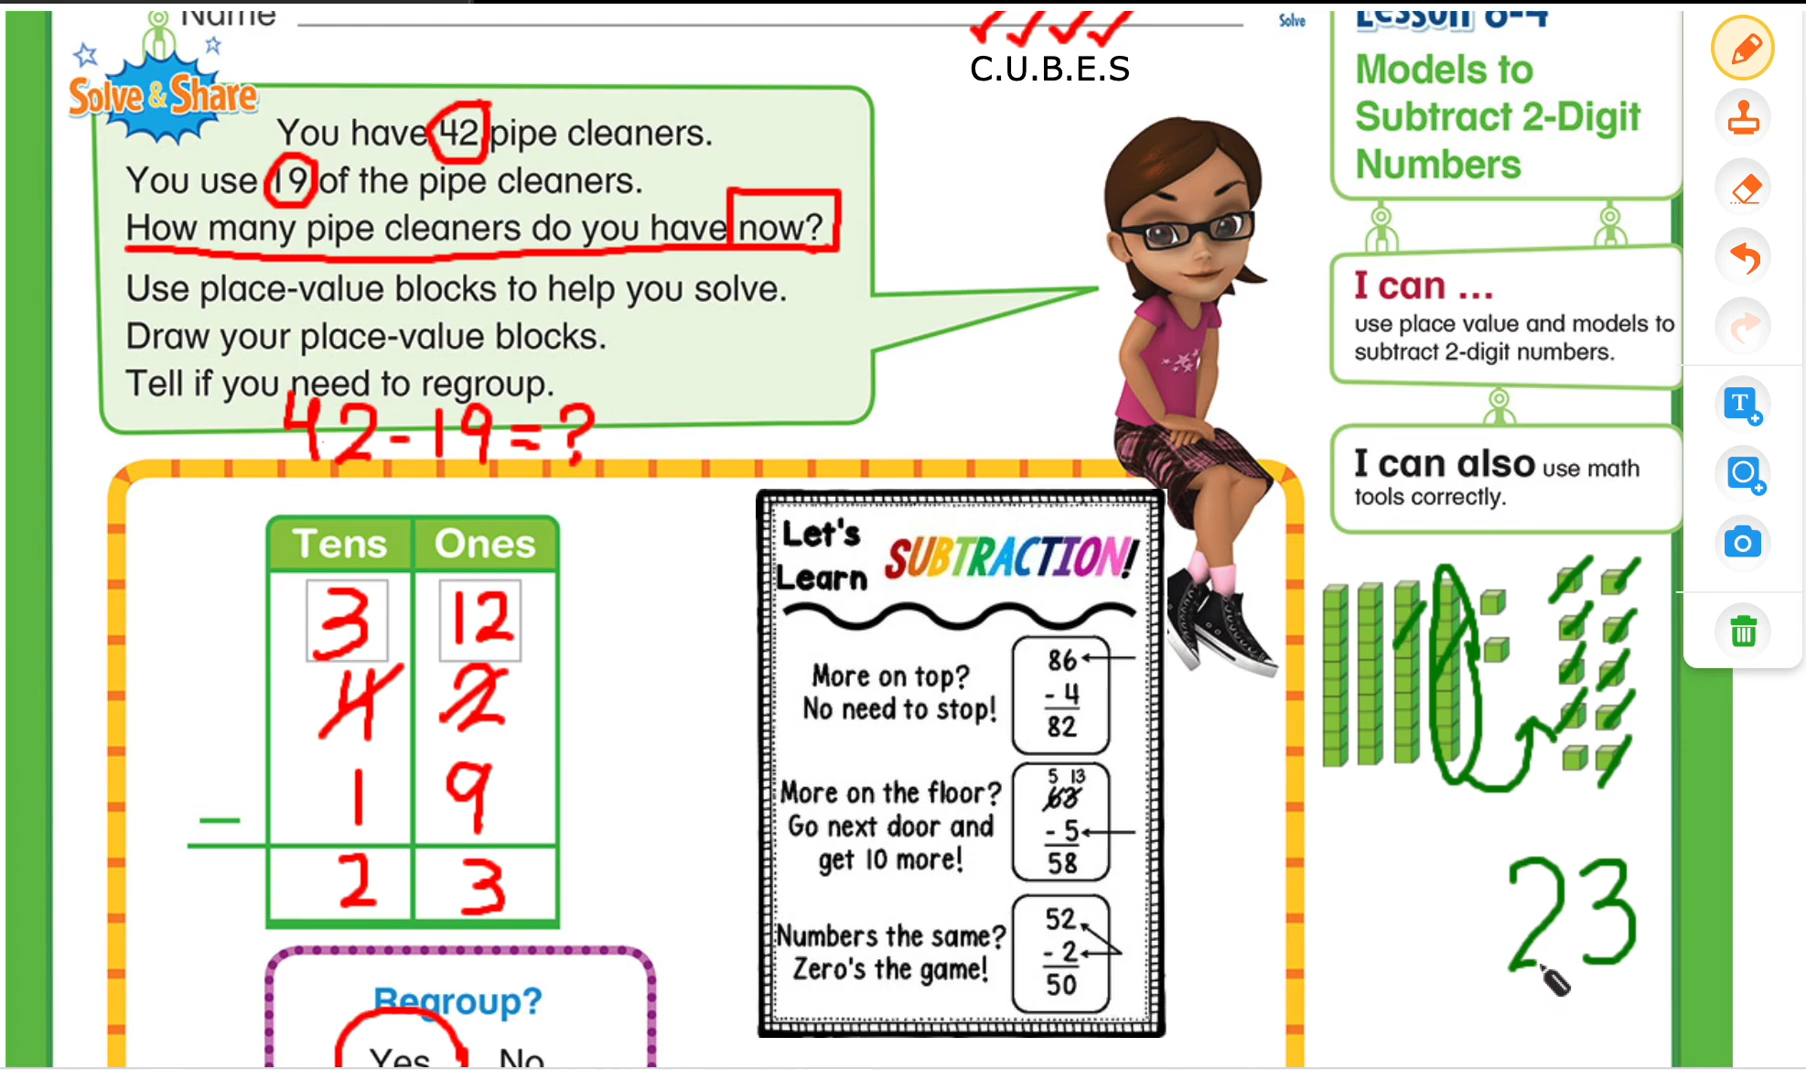 Name
Solve & Share
You have 42 pipe cleaners.
You use 19 of the pipe cleaners.
How many pipe cleaners do you have now?
Use place-value blocks to help you solve.
Draw your place-value blocks.
Tell if you need to regroup.
42-19=?
C.U.B.E.S
Solve
Lesson 6-4
Models to
Subtract 2-Digit
Numbers
I can ...
use place value and models to
subtract 2-digit numbers.
I can also use math
tools correctly.
Tens Ones
3 12
4 2
1 9
—
2 3
Regroup?
Yes No
Let's
Learn
SUBTRACTION!
More on top?
No need to stop!
86
- 4
82
More on the floor?
Go next door and
get 10 more!
5 13
63
- 5
58
Numbers the same?
Zero's the game!
52
- 2
50
23
T